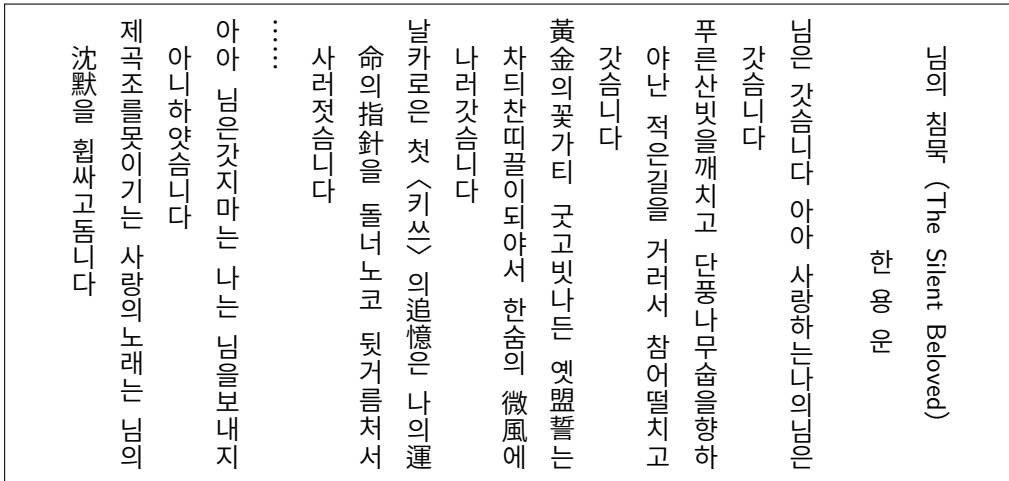 님의 침묵 (The Silent Beloved)
한 용 운
님은 갓슴니다 아아 사랑하는나의님은
갓슴니다
푸른산빗을깨치고 단풍나무숩을향하
야난 적은길을 거러서 참어떨치고
갓슴니다
黃金의꽃가티 굿고빗나든 옛盟誓는
차듸찬띠끌이되야서 한숨의 微風에
나러갓슴니다
날카로은 첫〈키쓰〉의追憶은 나의運
命의指針을 돌너노코 뒷거름처서
사러젓슴니다
……
아아 님은갓지마는 나는 님을보내지
아니하얏슴니다
제곡조를못이기는 사랑의노래는 님의
沈默을 휩싸고돔니다